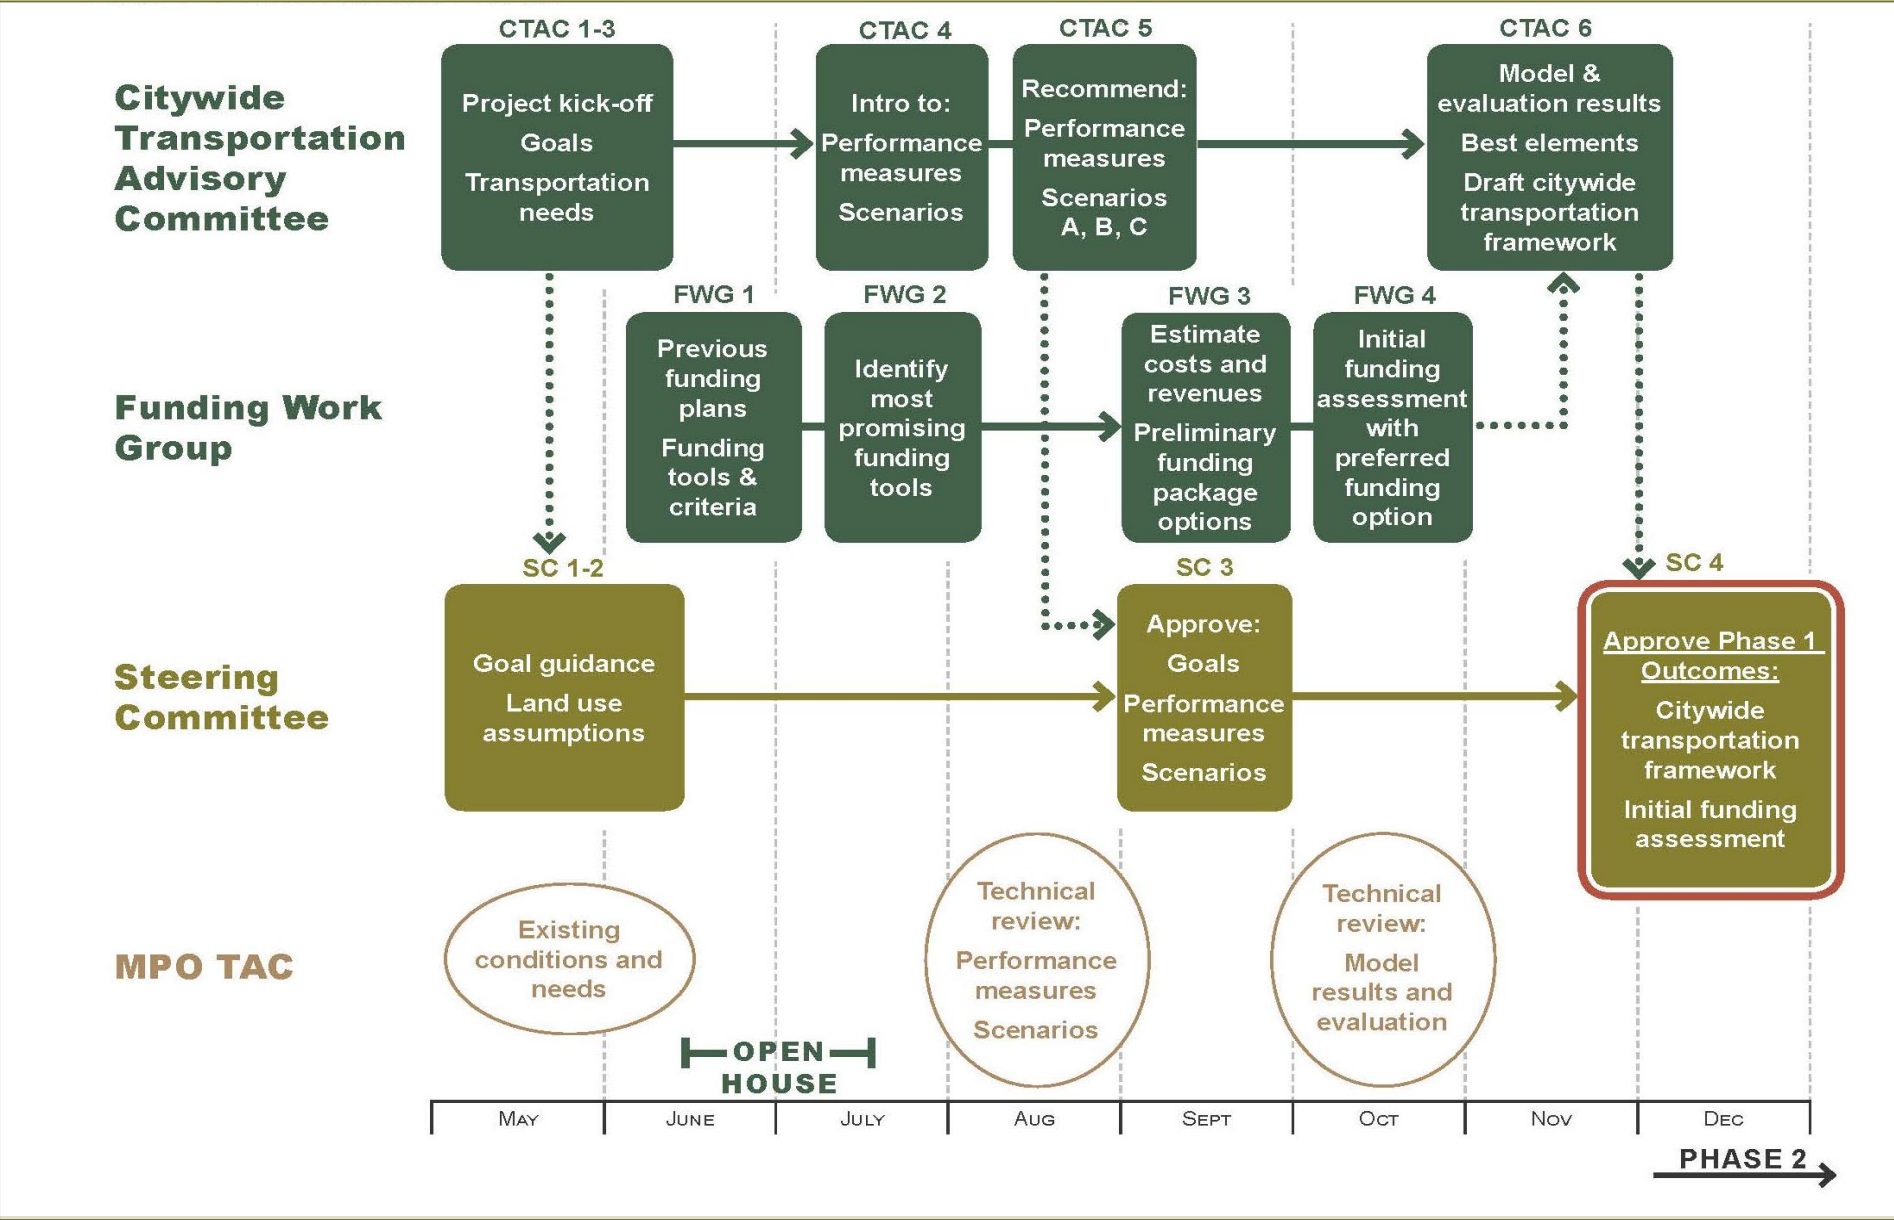 CTAC 1-3
CTAC 4
CTAC 5
CTAC 6
Citywide
Transportation
Advisory
Committee
Project kick-off
Goals
Transportation
needs
Intro to:
Performance
measures
Scenarios
Recommend:
Performance
measures
Scenarios
A, B, C
Model &
evaluation results
Best elements
Draft citywide
transportation
framework
FWG 1
FWG 2
FWG 3
FWG 4
Funding Work
Group
Previous
funding
plans
Funding
tools &
criteria
Identify
most
promising
funding
tools
Estimate
costs and
revenues
Preliminary
funding
package
options
Initial
funding
assessment
with
preferred
funding
option
SC 1-2
SC 3
SC 4
Steering
Committee
Goal guidance
Land use
assumptions
Approve:
Goals
Performance
measures
Scenarios
Approve Phase 1
Outcomes:
Citywide
transportation
framework
Initial funding
assessment
MPO TAC
Existing
conditions and
needs
Technical
review:
Performance
measures
Scenarios
Technical
review:
Model
results and
evaluation
OPEN
HOUSE
MAY
JUNE
JULY
AUG
SEPT
OCT
NOV
DEC
PHASE 2